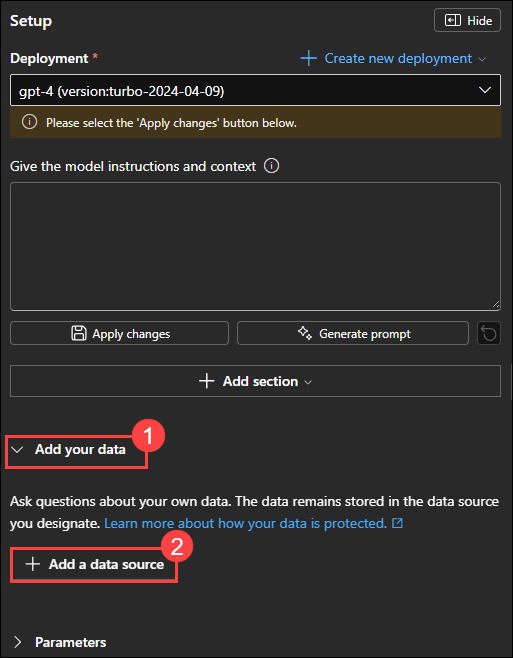 Setup
Hide
Deployment *
Create new deployment
gpt-4 (version:turbo-2024-04-09)
Please select the 'Apply changes' button below.
Give the model instructions and context
Apply changes
Generate prompt
Add section
1
Add your data
Ask questions about your own data. The data remains stored in the data source
you designate. Learn more about how your data is protected.
2
Add a data source
Parameters